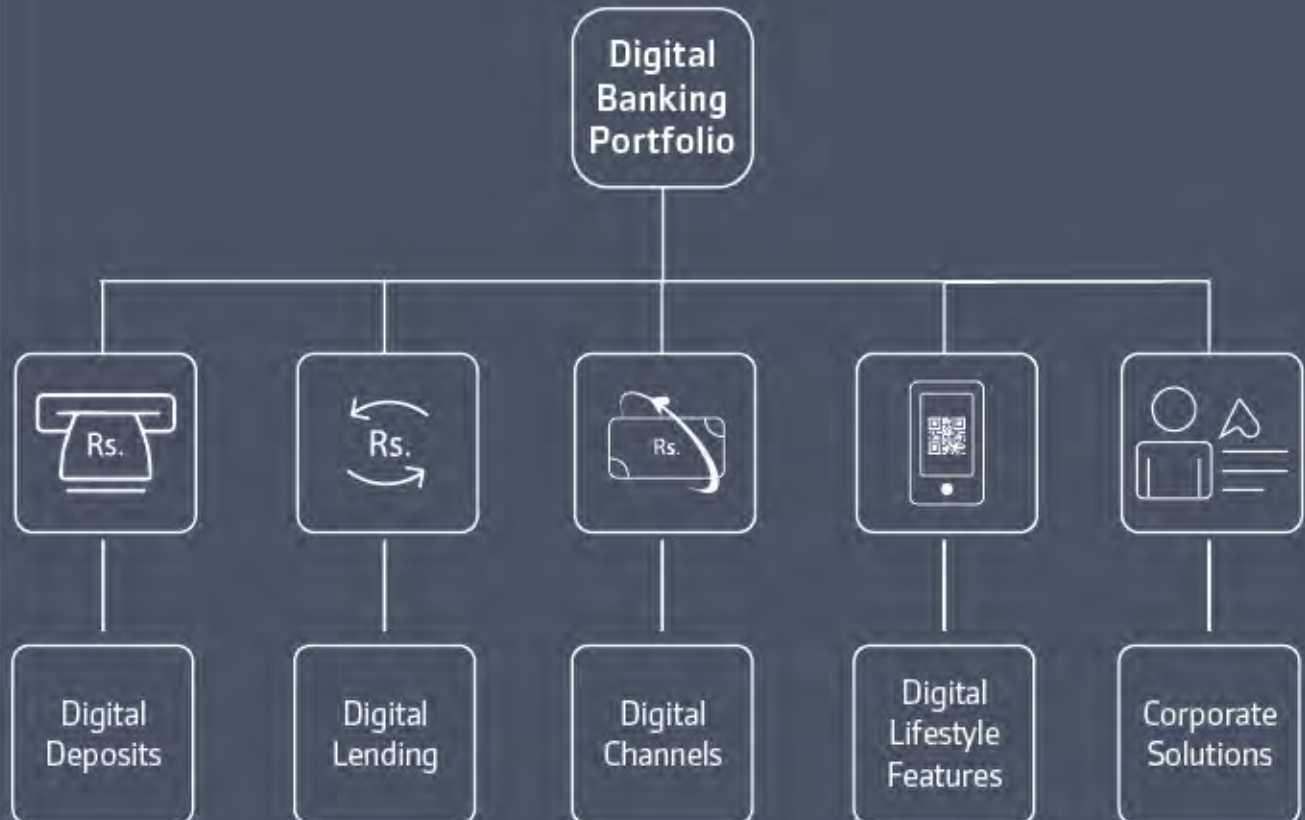 Digital
Banking
Portfolio
Rs.
Rs.
Rs.
Digital
Deposits
Digital
Lending
Digital
Channels
Digital
Lifestyle
Features
Corporate
Solutions